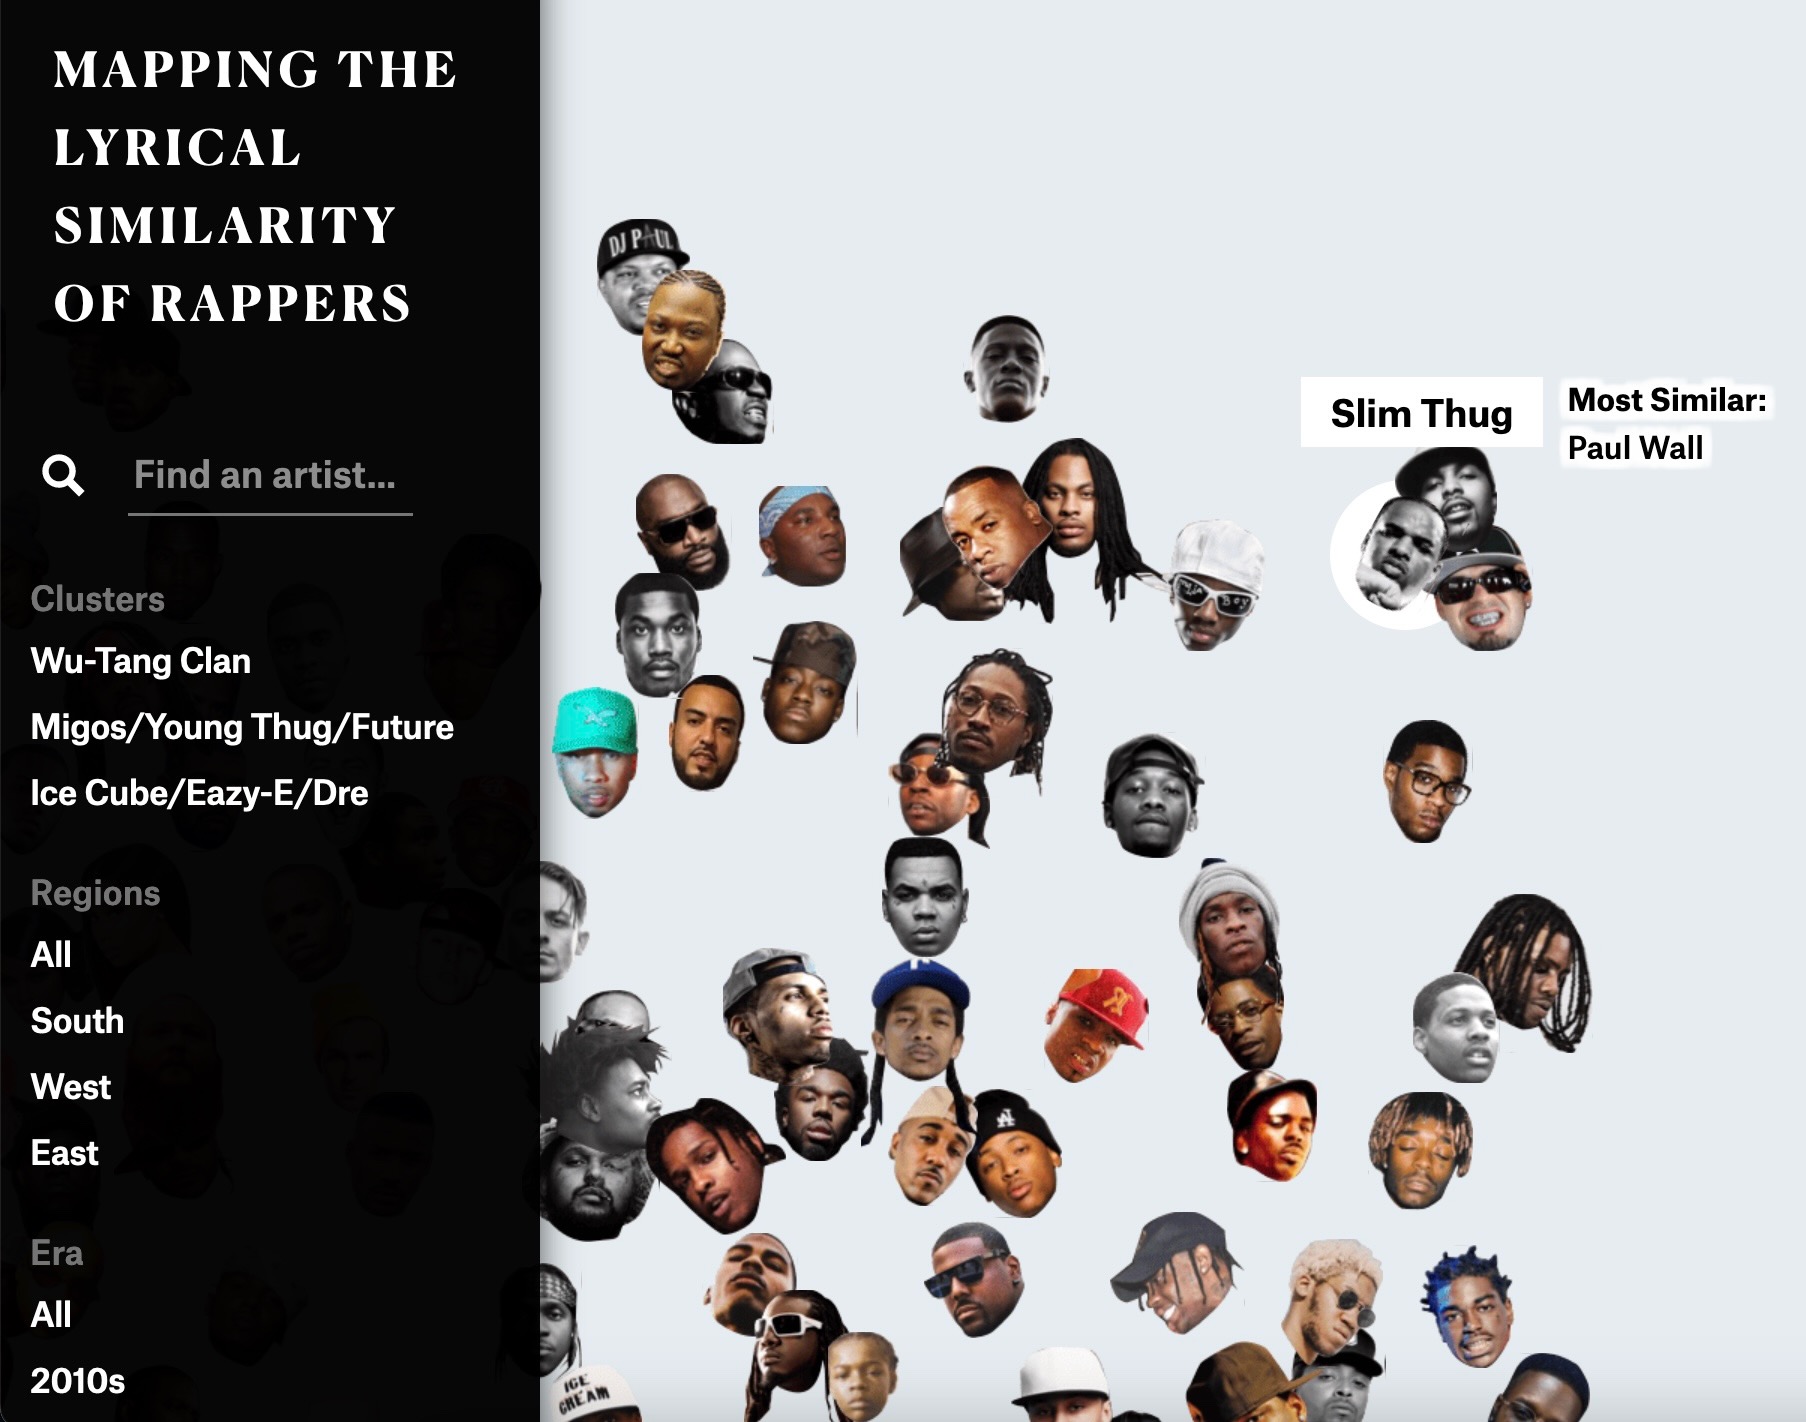 MAPPING THE
LYRICAL
SIMILARITY
OF RAPPERS
Find an artist...
Clusters
Wu-Tang Clan
Migos/Young Thug/Future
Ice Cube/Eazy-E/Dre
Regions
All
South
West
East
Era
All
2010s
DJ PAUL
Slim Thug
Most Similar:
Paul Wall
ICE
CREAM